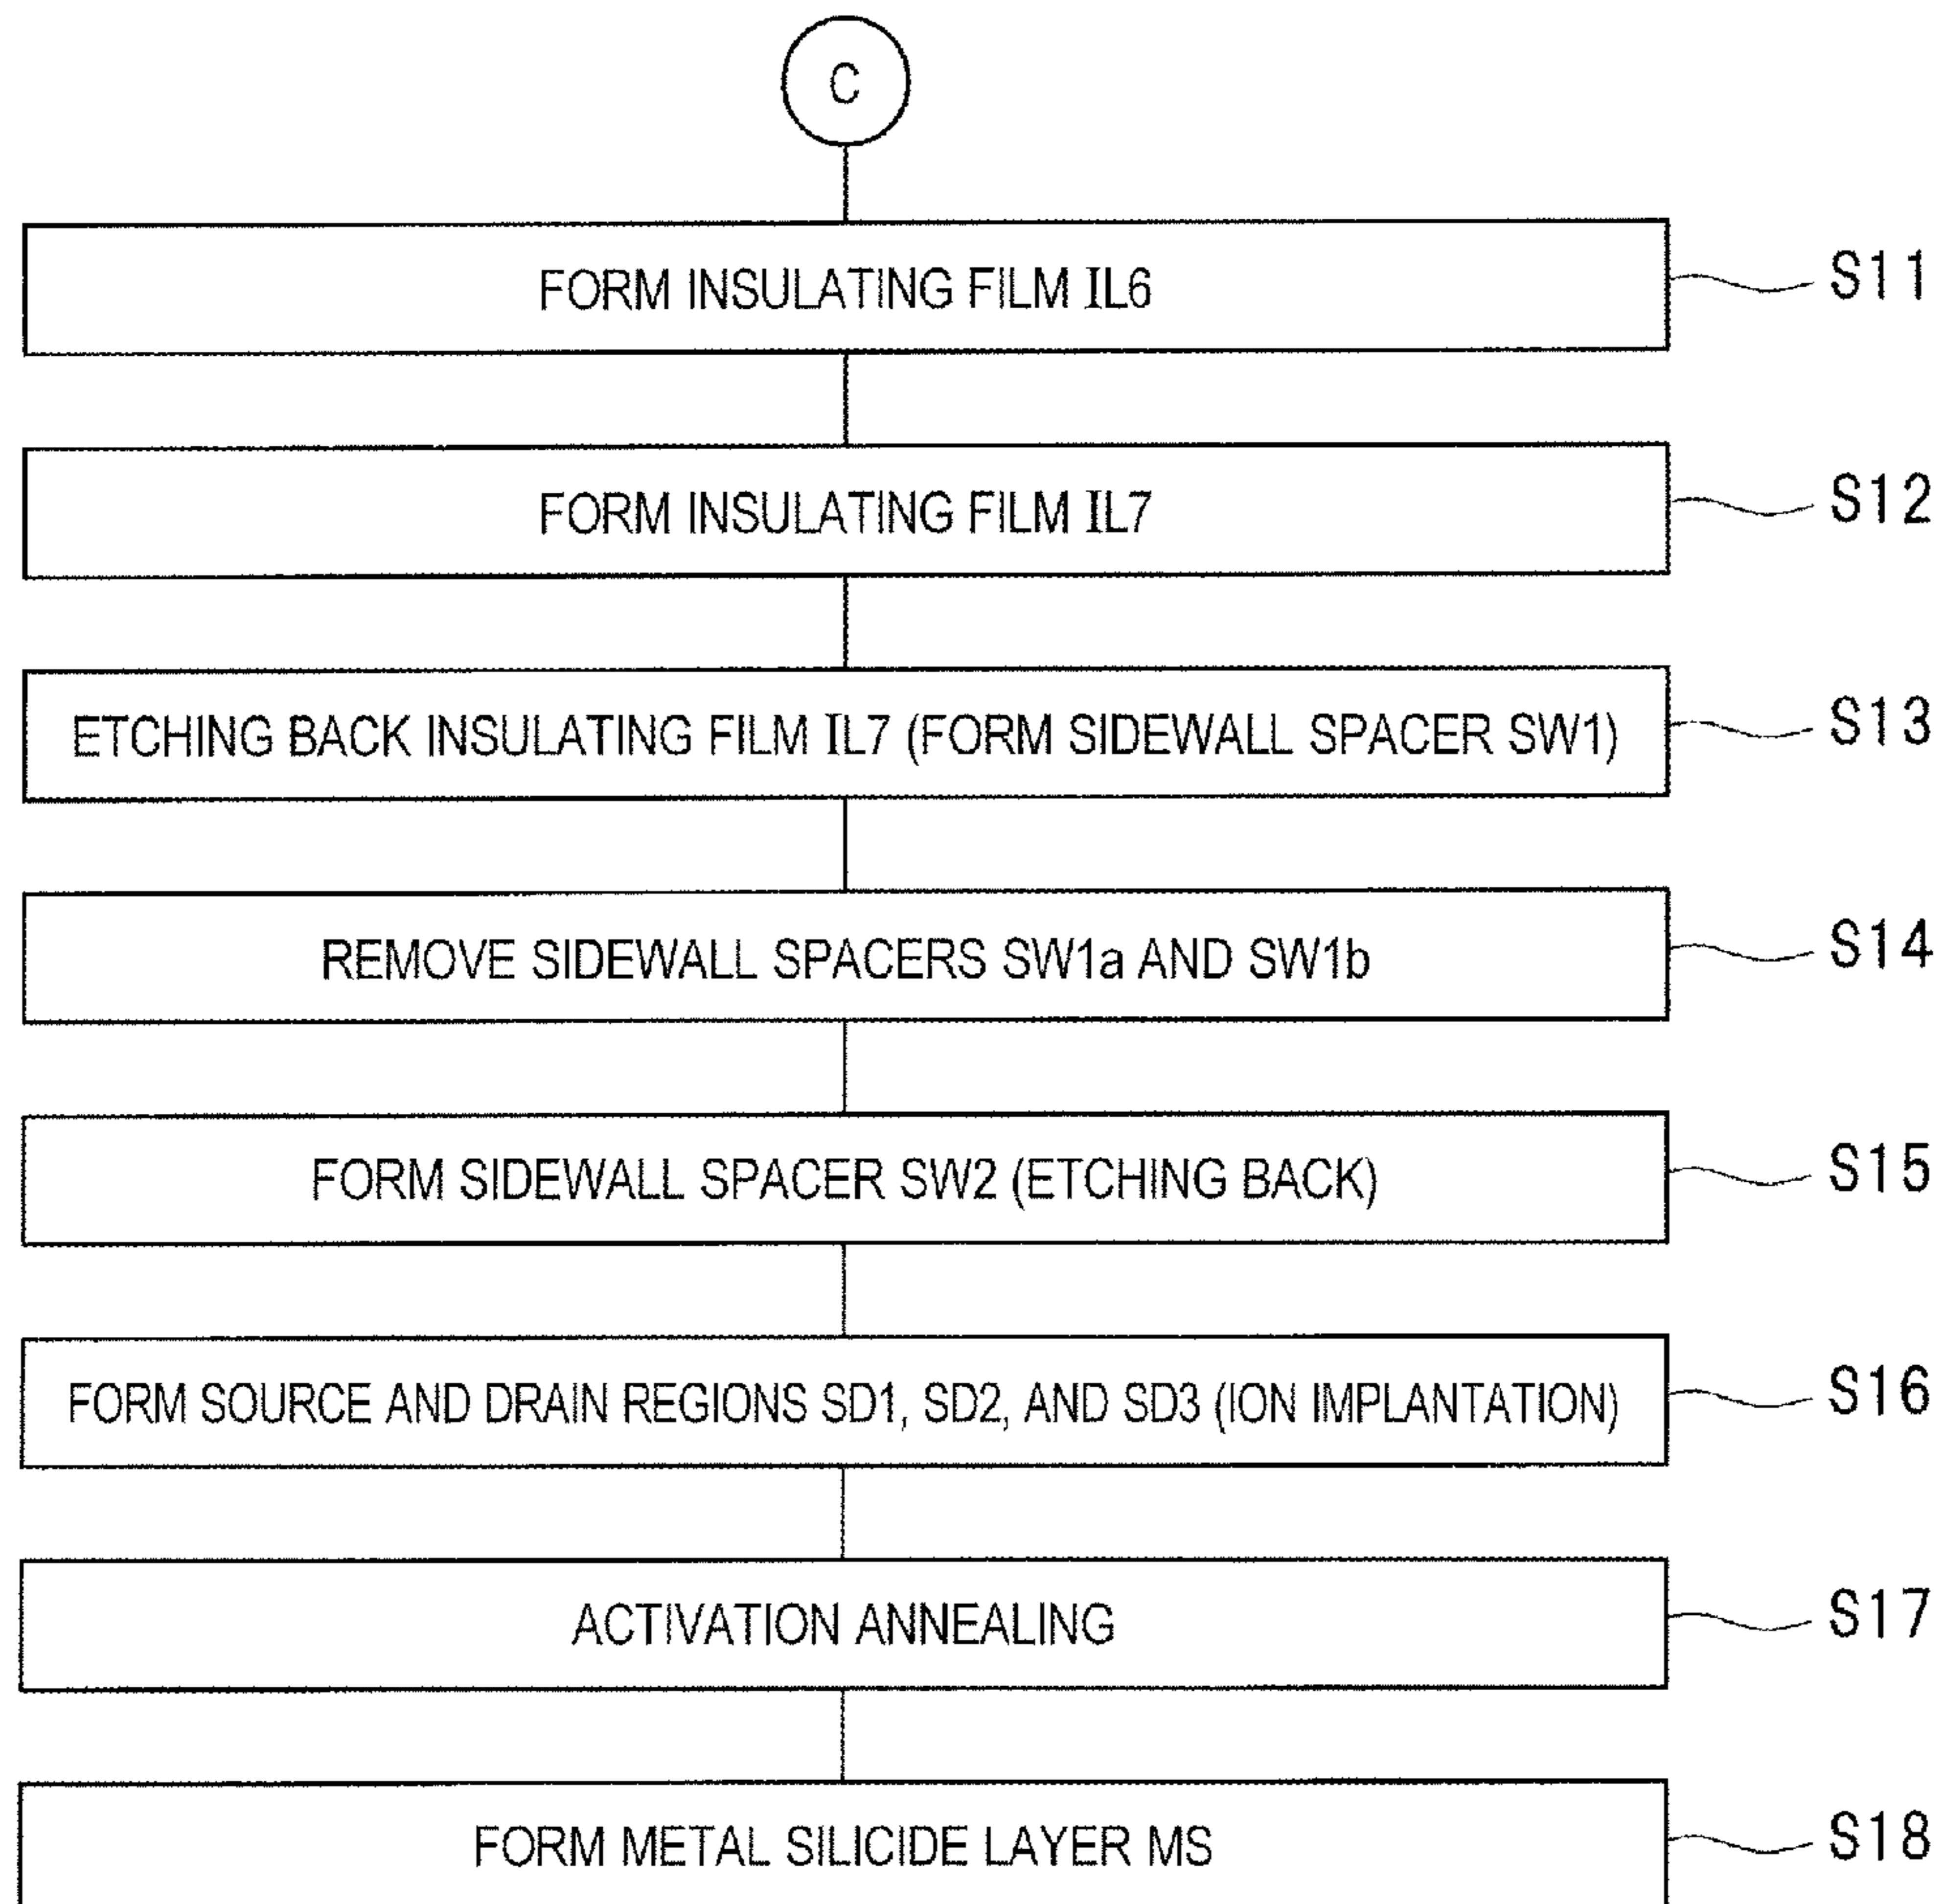 C
FORM INSULATING FILM IL6 S11
FORM INSULATING FILM IL7 S12
ETCHING BACK INSULATING FILM IL7 (FORM SIDEWALL SPACER SW1) S13
REMOVE SIDEWALL SPACERS SW1a AND SW1b S14
FORM SIDEWALL SPACER SW2 (ETCHING BACK) S15
FORM SOURCE AND DRAIN REGIONS SD1, SD2, AND SD3 (ION IMPLANTATION) S16
ACTIVATION ANNEALING S17
FORM METAL SILICIDE LAYER MS S18